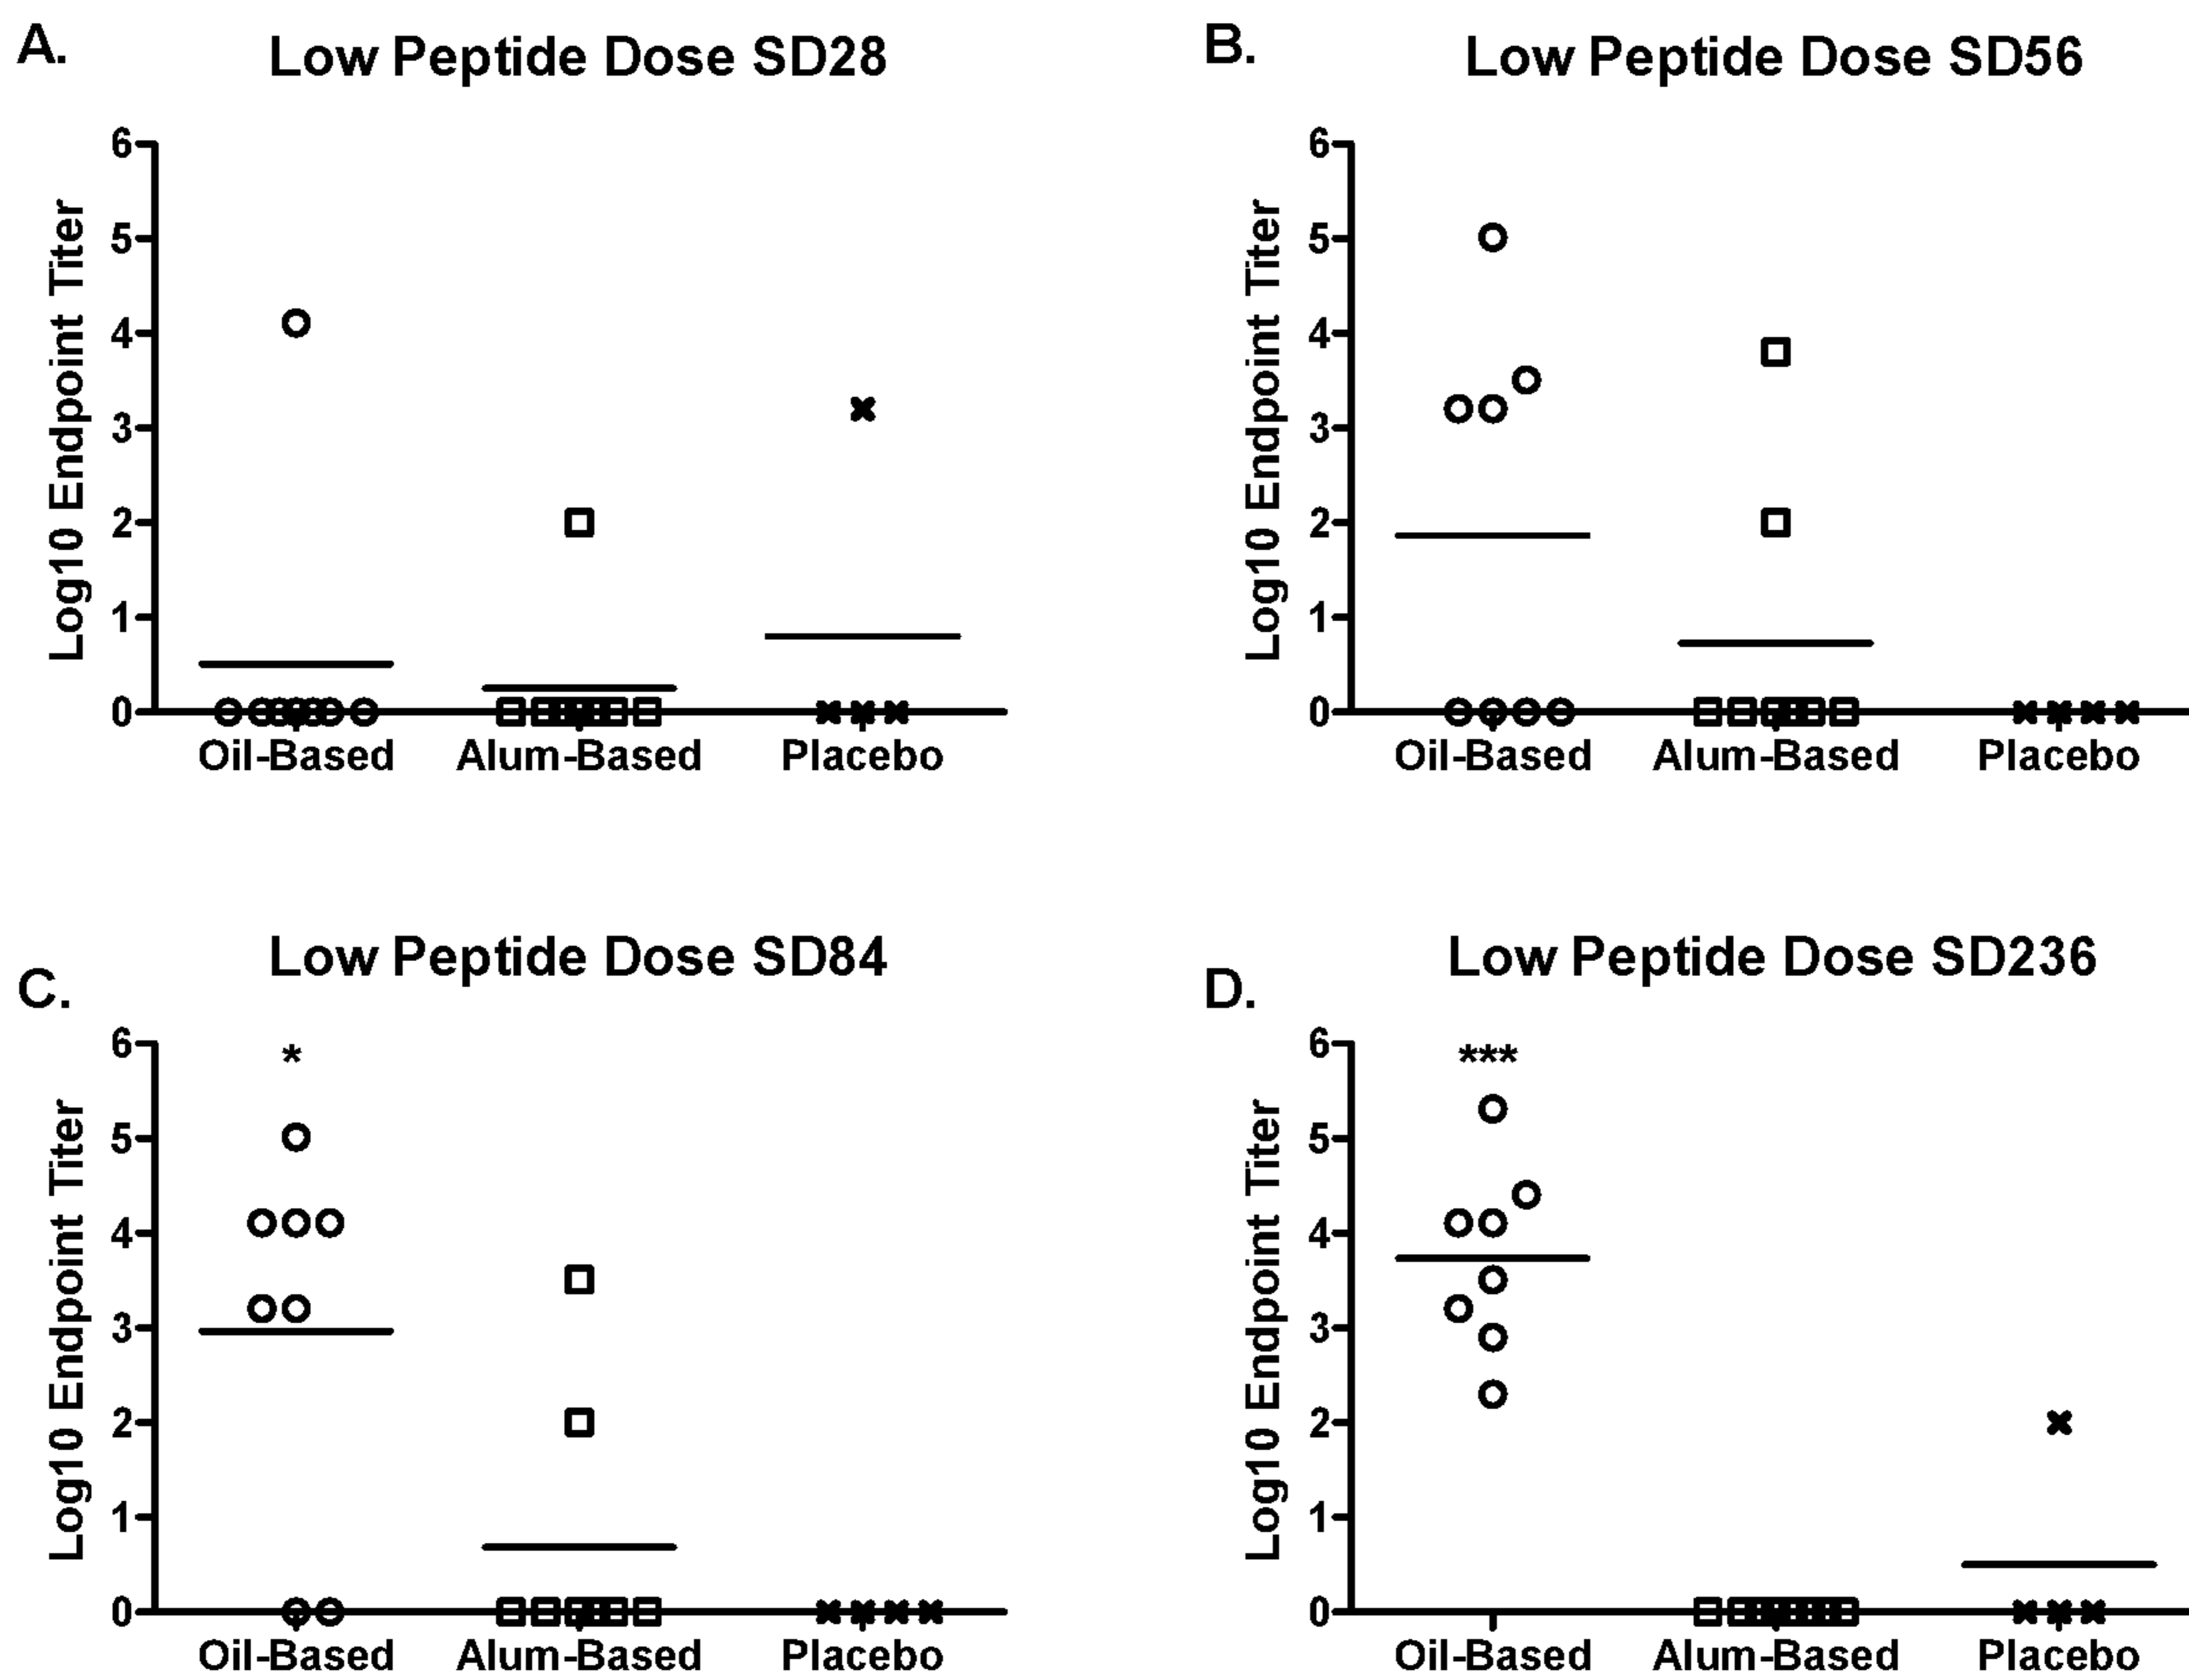 A.
Low Peptide Dose SD28
Log10 Endpoint Titer
6
5
4
3
2
1
0
Oil-Based Alum-Based Placebo
B.
Low Peptide Dose SD56
Log10 Endpoint Titer
6
5
4
3
2
1
0
Oil-Based Alum-Based Placebo
C.
Low Peptide Dose SD84
Log10 Endpoint Titer
6
5
4
3
2
1
0
*
Oil-Based Alum-Based Placebo
D.
Low Peptide Dose SD236
Log10 Endpoint Titer
6
5
4
3
2
1
0
***
Oil-Based Alum-Based Placebo